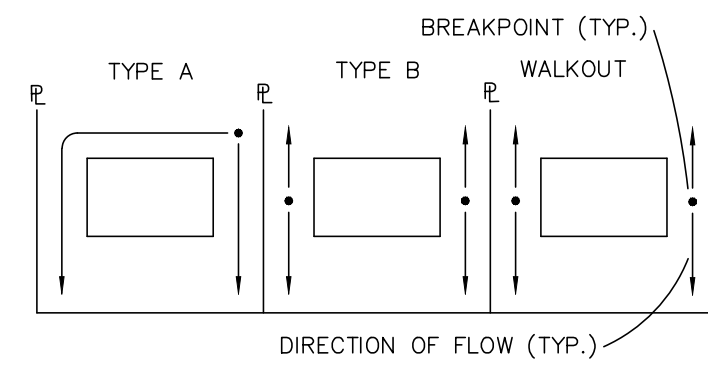 BREAKPOINT (TYP.)
TYPE A
TYPE B
WALKOUT
PL
PL
PL
DIRECTION OF FLOW (TYP.)